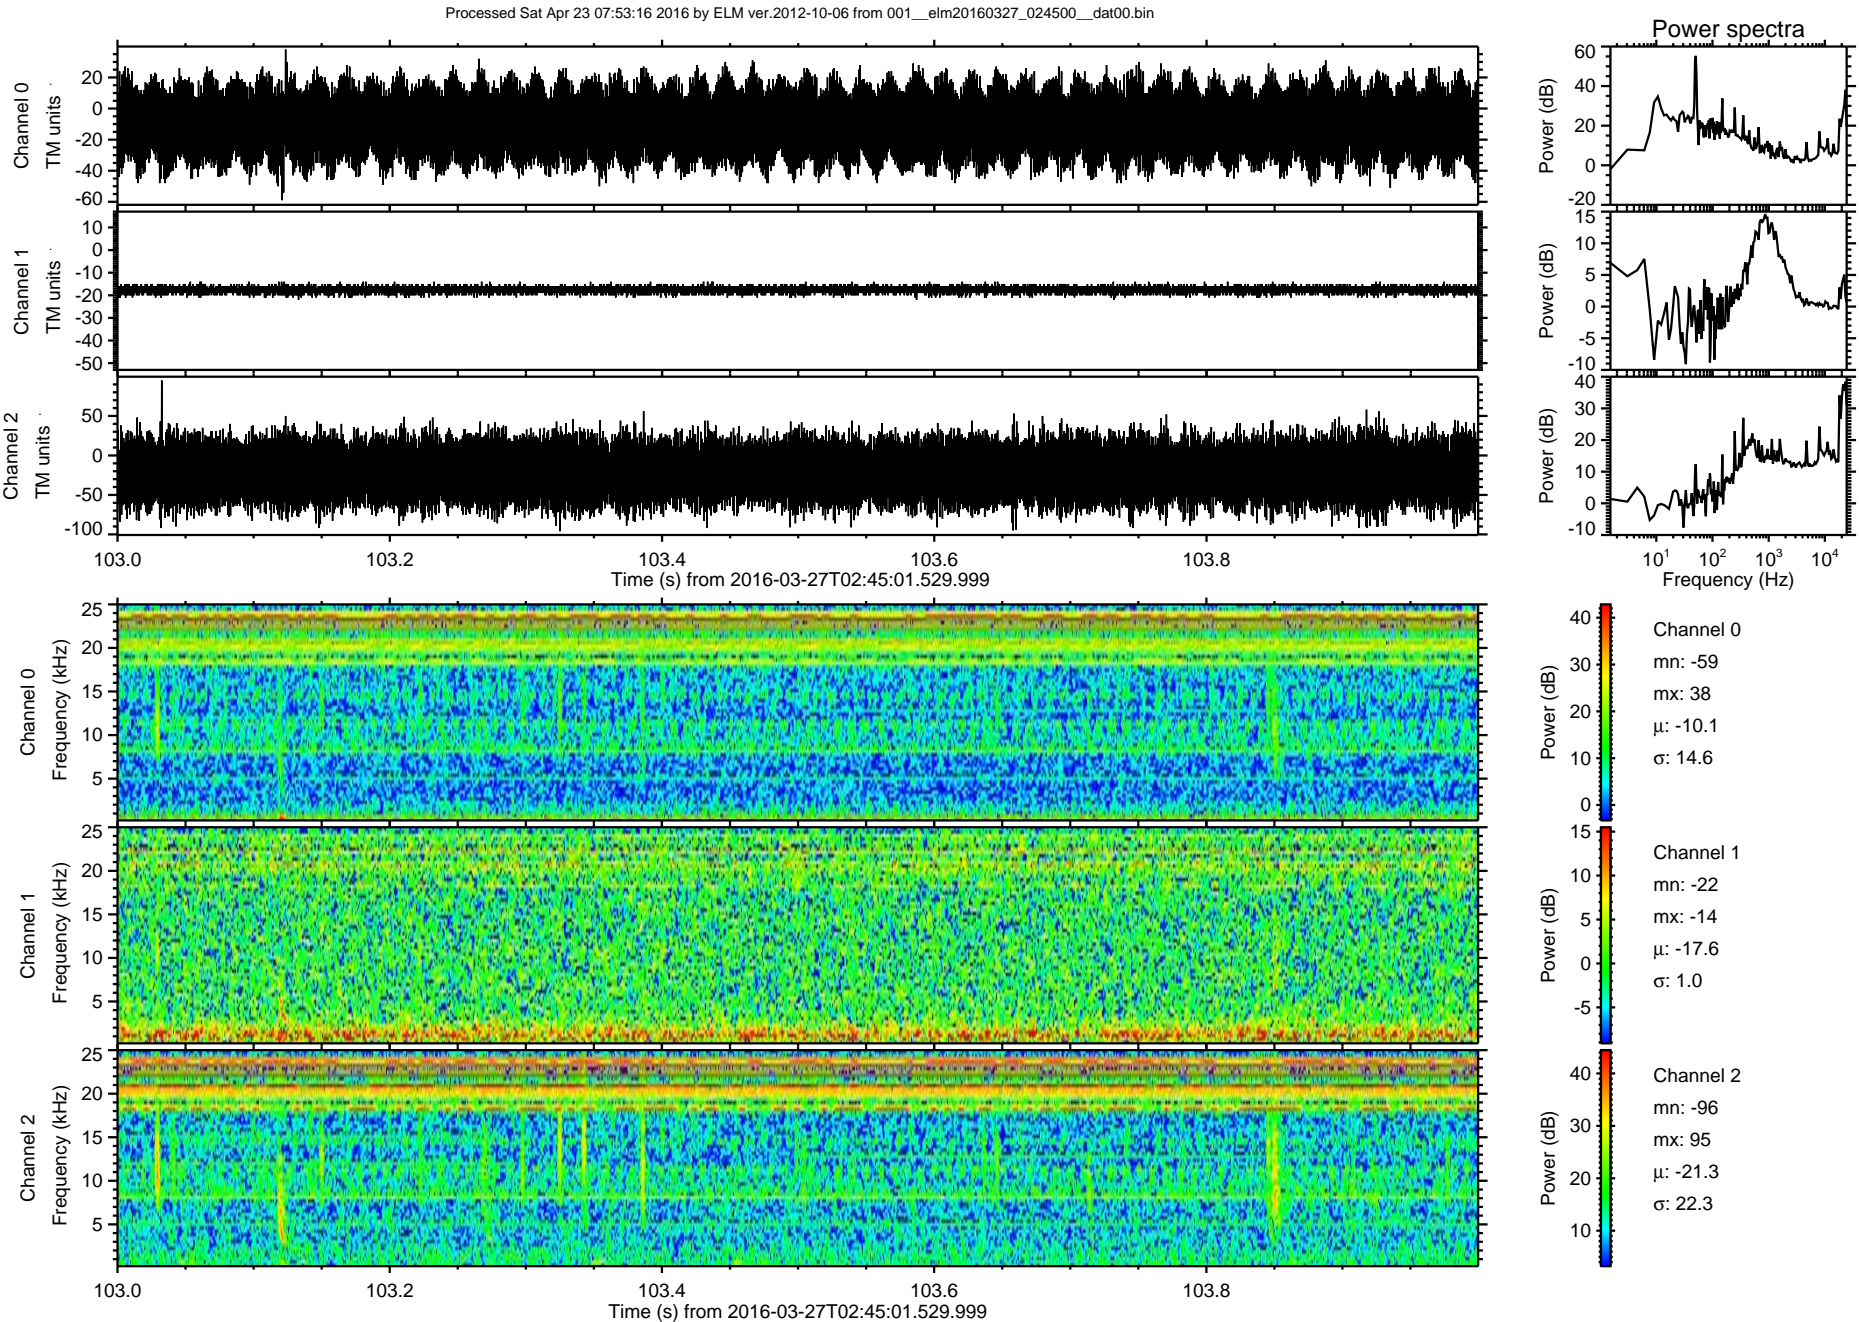 Processed Sat Apr 23 07:53:16 2016 by ELM ver.2012-10-06 from 001__elm20160327_024500__dat00.bin
Power spectra
Channel 0
TM units
20
0
-20
-40
-60
Power (dB)
60
40
20
0
-20
Channel 1
TM units
10
0
-10
-20
-30
-40
-50
Power (dB)
15
10
5
0
-5
-10
Channel 2
TM units
50
0
-50
-100
Power (dB)
40
30
20
10
0
-10
103.0 103.2 103.4 103.6 103.8
Time (s) from 2016-03-27T02:45:01.529.999
10^1 10^2 10^3 10^4
Frequency (Hz)
Channel 0
Frequency (kHz)
25
20
15
10
5
Power (dB)
40
30
20
10
0
Channel 0
mn: -59
mx: 38
μ: -10.1
σ: 14.6
Channel 1
Frequency (kHz)
25
20
15
10
5
Power (dB)
15
10
5
0
-5
Channel 1
mn: -22
mx: -14
μ: -17.6
σ: 1.0
Channel 2
Frequency (kHz)
25
20
15
10
5
Power (dB)
40
30
20
10
Channel 2
mn: -96
mx: 95
μ: -21.3
σ: 22.3
103.0 103.2 103.4 103.6 103.8
Time (s) from 2016-03-27T02:45:01.529.999